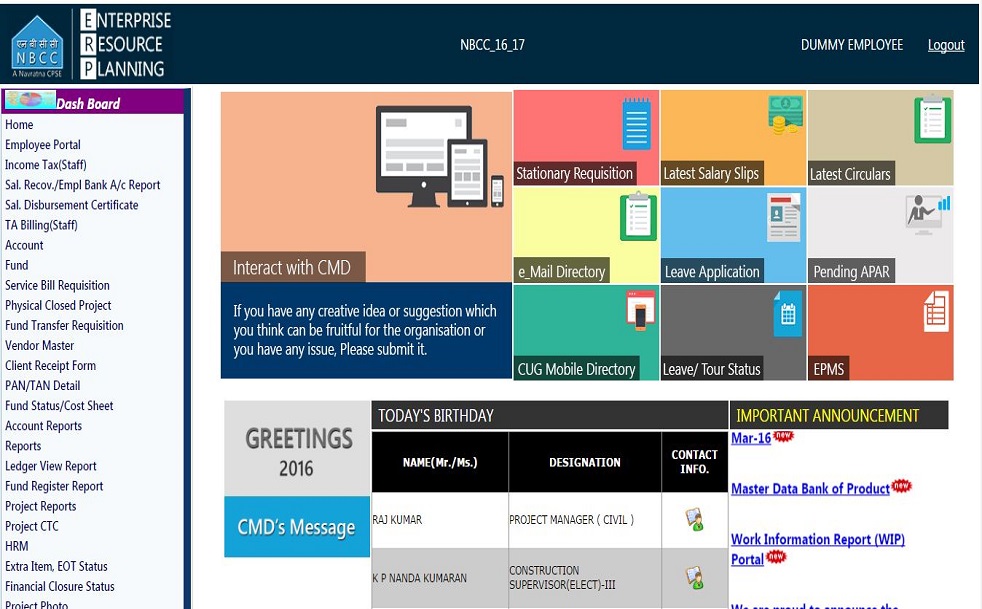 एन बी सी सी
NBCC
A Navratna CPSE
ENTERPRISE
RESOURCE
PLANNING
NBCC_16_17
DUMMY EMPLOYEE
Logout
Dash Board
Home
Employee Portal
Income Tax(Staff)
Sal. Recov./Empl Bank A/c Report
Sal. Disbursement Certificate
TA Billing(Staff)
Account
Fund
Service Bill Requisition
Physical Closed Project
Fund Transfer Requisition
Vendor Master
Client Receipt Form
PAN/TAN Detail
Fund Status/Cost Sheet
Account Reports
Reports
Ledger View Report
Fund Register Report
Project Reports
Project CTC
HRM
Extra Item, EOT Status
Financial Closure Status
Project Photo
Interact with CMD
If you have any creative idea or suggestion which
you think can be fruitful for the organisation or
you have any issue, Please submit it.
Stationary Requisition
Latest Salary Slips
Latest Circulars
e_Mail Directory
Leave Application
Pending APAR
CUG Mobile Directory
Leave/ Tour Status
EPMS
GREETINGS
2016
CMD's Message
TODAY'S BIRTHDAY
NAME(Mr./Ms.)
DESIGNATION
CONTACT
INFO.
RAJ KUMAR
PROJECT MANAGER ( CIVIL )
K P NANDA KUMARAN
CONSTRUCTION
SUPERVISOR(ELECT)-III
IMPORTANT ANNOUNCEMENT
Mar-16 new
Master Data Bank of Product new
Work Information Report (WIP)
Portal new
We are proud to announce the